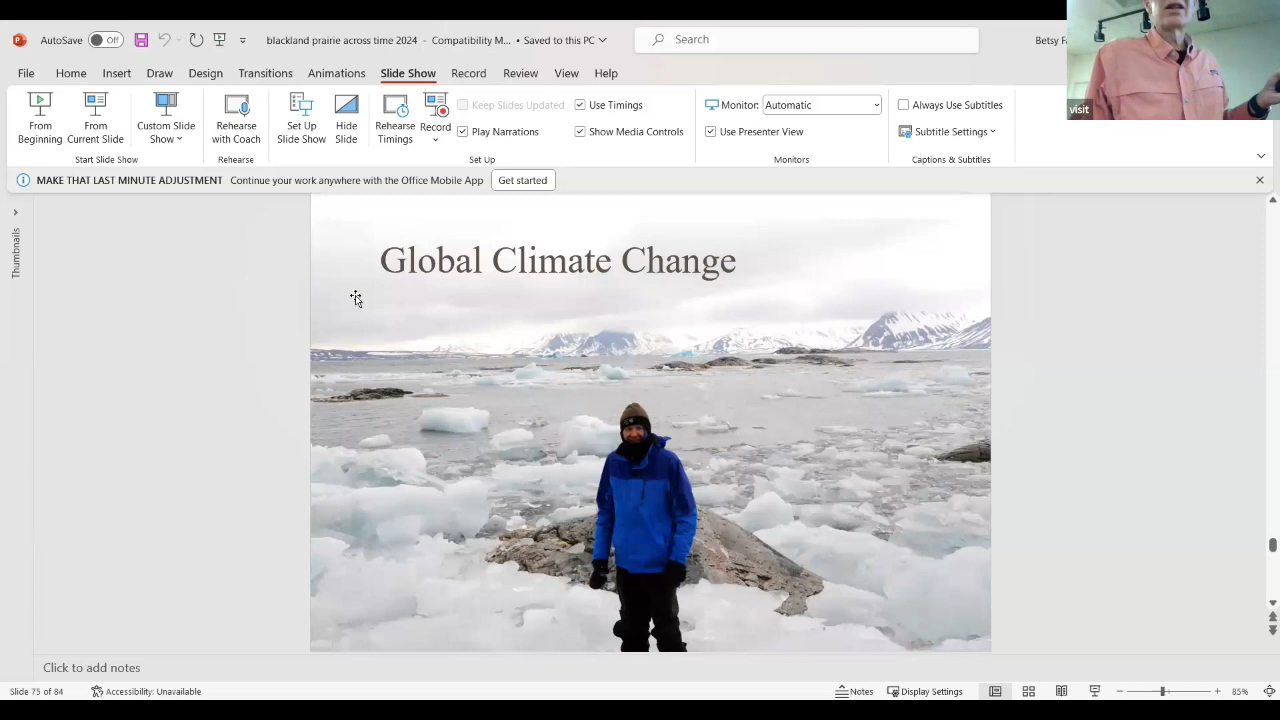 AutoSave Off blackland prairie across time 2024 - Compatibility M... • Saved to this PC Search Betsy
File Home Insert Draw Design Transitions Animations Slide Show Record Review View Help
visit
From Beginning
From Current Slide
Custom Slide Show
Rehearse with Coach
Set Up Slide Show
Hide Slide
Rehearse Timings
Record
Keep Slides Updated
Play Narrations
Use Timings
Show Media Controls
Monitor: Automatic
Use Presenter View
Always Use Subtitles
Subtitle Settings
Start Slide Show Rehearse Set Up Monitors Captions & Subtitles
MAKE THAT LAST MINUTE ADJUSTMENT Continue your work anywhere with the Office Mobile App Get started
Thumbnails
Global Climate Change
Click to add notes
Slide 75 of 84 Accessibility: Unavailable Notes Display Settings 85%